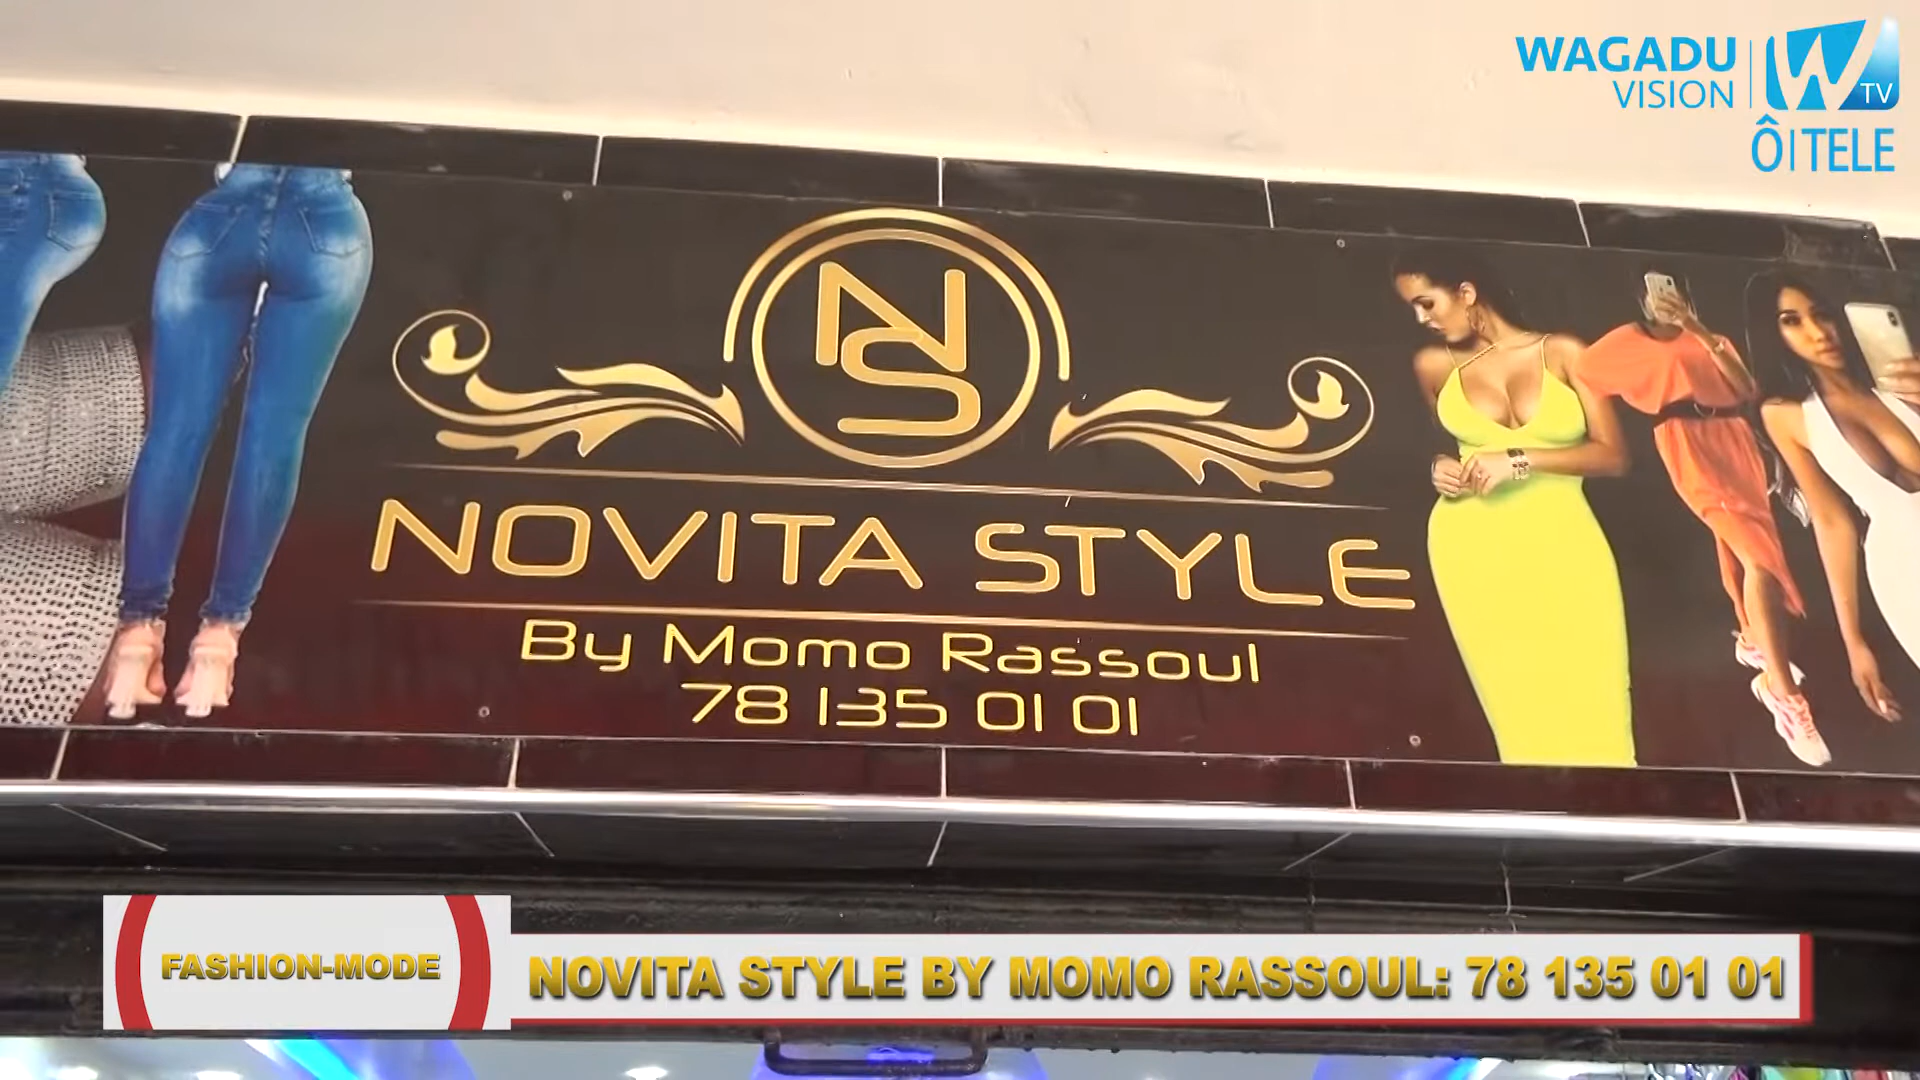 WAGADU
VISION
W TV
Ô|TELE
NS
NOVITA STYLE
By Momo Rassoul
78 135 01 01
FASHION-MODE
NOVITA STYLE BY MOMO RASSOUL: 78 135 01 01